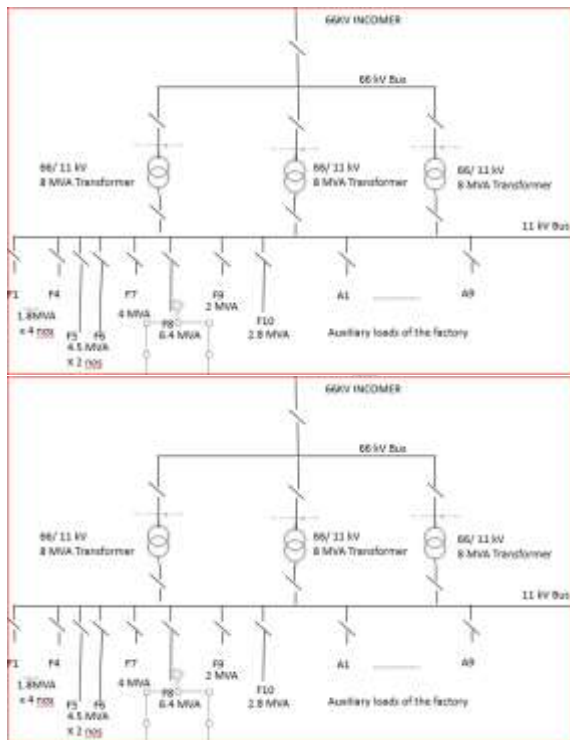 66KV INCOMER
66 kV Bus
66/ 11 kV
8 MVA Transformer
66/ 11 kV
8 MVA Transformer
66/ 11 kV
8 MVA Transformer
11 kV Bus
F1 F4 F7 F9 A1 A9
1.8MVA
x 4 nos
F5 F6
4.5 MVA
X 2 nos
4 MVA
F8
6.4 MVA
2 MVA
F10
2.8 MVA
Auxiliary loads of the factory
66KV INCOMER
66 kV Bus
66/ 11 kV
8 MVA Transformer
66/ 11 kV
8 MVA Transformer
66/ 11 kV
8 MVA Transformer
11 kV Bus
F1 F4 F7 F9 A1 A9
1.8MVA
x 4 nos
F5 F6
4.5 MVA
X 2 nos
4 MVA
F8
6.4 MVA
2 MVA
F10
2.8 MVA
Auxiliary loads of the factory